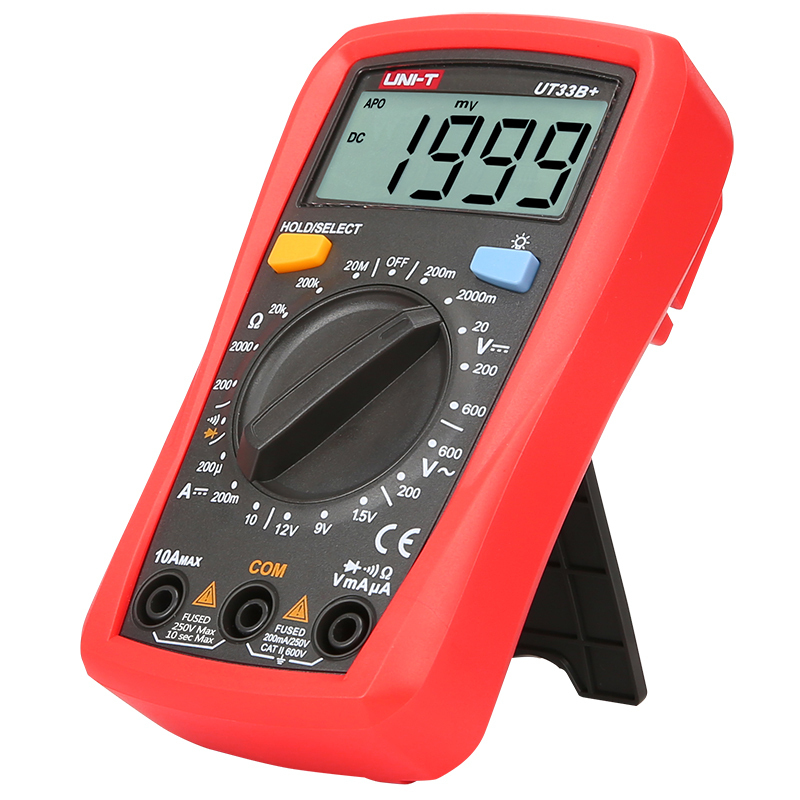 UNI-T
UT33B+
APO
mV
DC
1999
HOLD/SELECT
20M
OFF
200m
200k
2000m
20k
20
Ω
V
2000
200
200
600
600
200µ
V~
A
200m
200
10
12V
9V
1.5V
CE
10AMAX
COM
Ω
VmAµA
FUSED
250V Max
10 sec Max
FUSED
200mA/250V
CAT II 600V